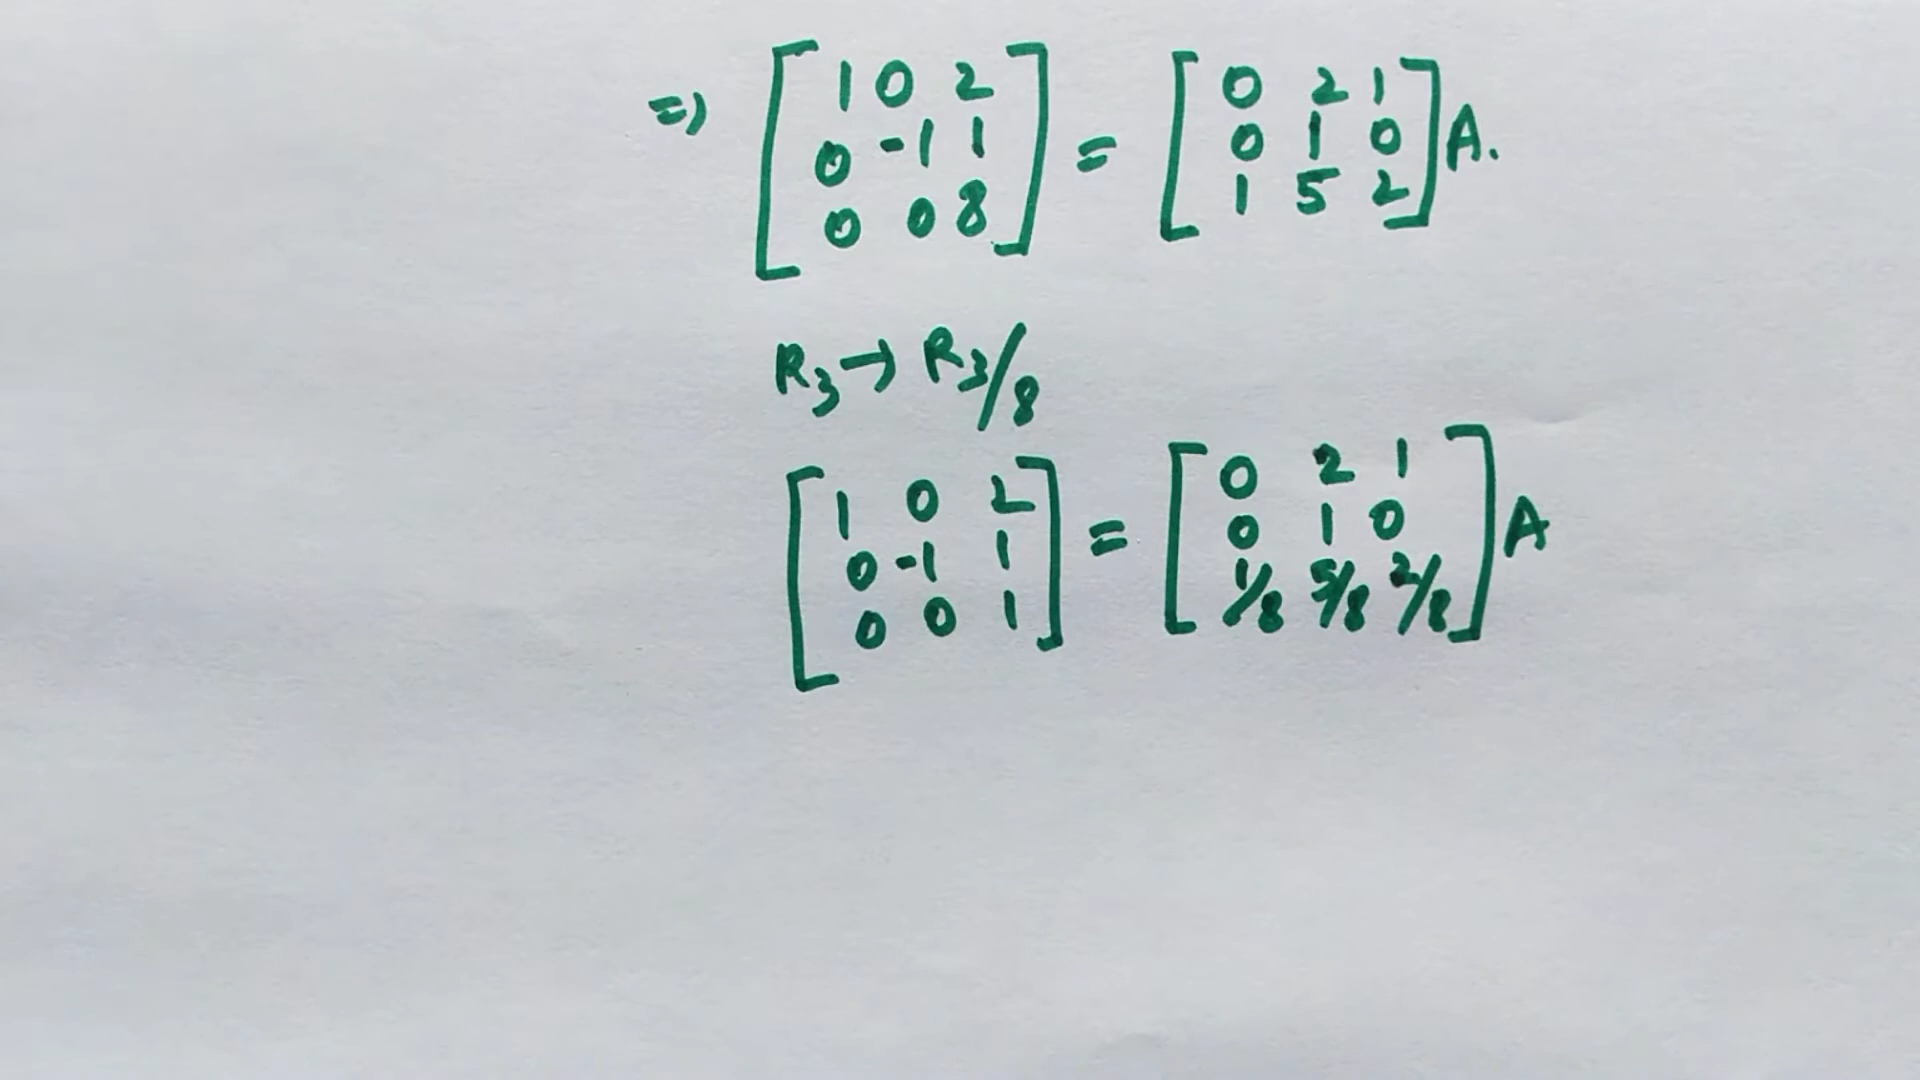 => [ 1 0 2 ] = [ 0 2 1 ] A.
0 -1 1 0 1 0
0 0 8 1 5 2
R₃ → R₃/8
[ 1 0 2 ] = [ 0 2 1 ] A
0 -1 1 0 1 0
0 0 1 1/8 5/8 2/8